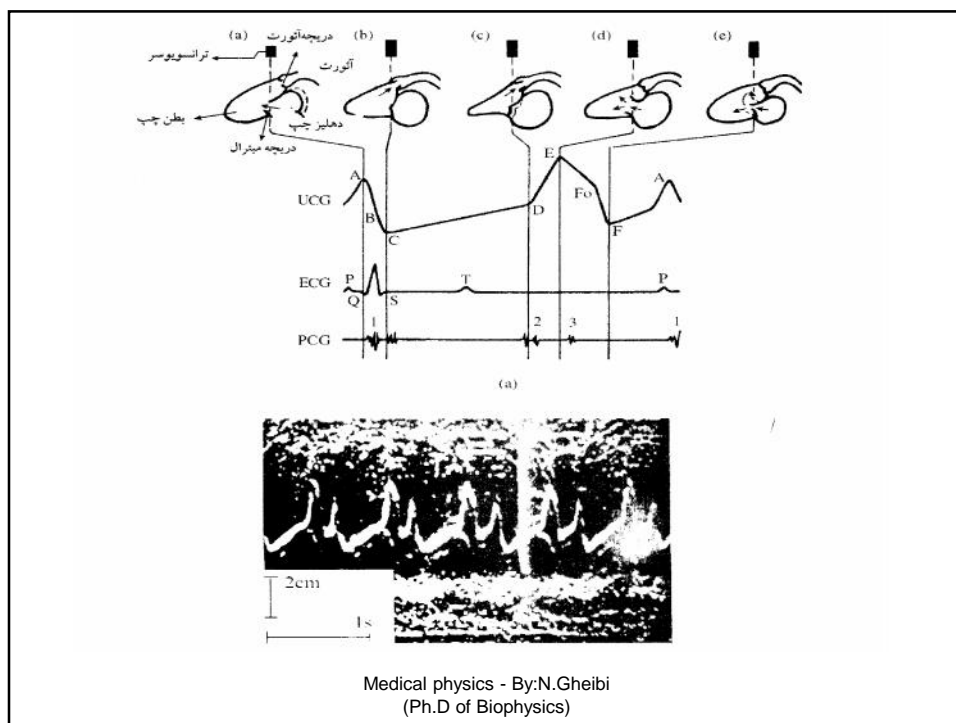 (a) (b) (c) (d) (e)
دریچه آئورت
ترانسدیوسر
آئورت
دهلیز چپ
بطن چپ
دریچه میترال
E
A A
UCG Fo
B D
C F
P T P
ECG
Q S
1 2 3 1
PCG
(a)
2cm
1s
Medical physics - By:N.Gheibi
(Ph.D of Biophysics)